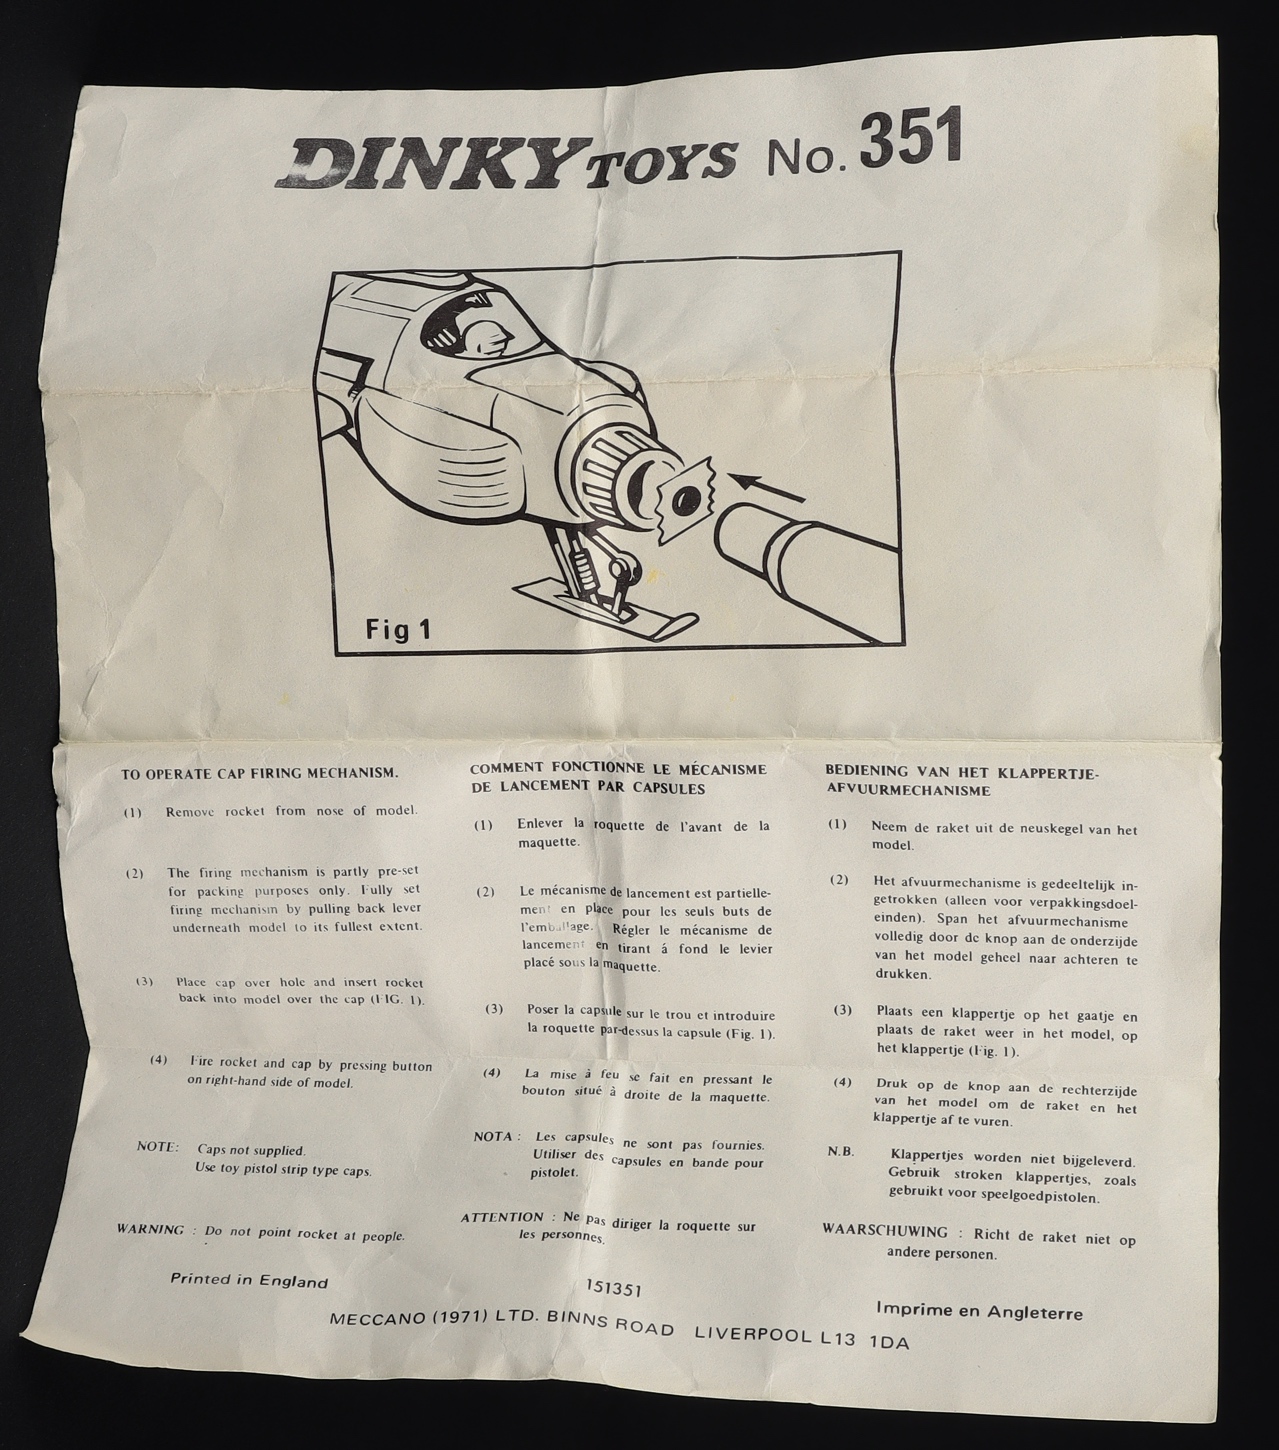 DINKY TOYS No. 351
Fig 1
TO OPERATE CAP FIRING MECHANISM.
(1) Remove rocket from nose of model.
(2) The firing mechanism is partly pre-set
for packing purposes only. Fully set
firing mechanism by pulling back lever
underneath model to its fullest extent.
(3) Place cap over hole and insert rocket
back into model over the cap (FIG. 1).
(4) Fire rocket and cap by pressing button
on right-hand side of model.
NOTE: Caps not supplied.
Use toy pistol strip type caps.
WARNING : Do not point rocket at people.
Printed in England
COMMENT FONCTIONNE LE MÉCANISME
DE LANCEMENT PAR CAPSULES
(1) Enlever la roquette de l'avant de la
maquette.
(2) Le mécanisme de lancement est partielle-
ment en place pour les seuls buts de
l'emballage. Régler le mécanisme de
lancement en tirant á fond le levier
placé sous la maquette.
(3) Poser la capsule sur le trou et introduire
la roquette par-dessus la capsule (Fig. 1).
(4) La mise à feu se fait en pressant le
bouton situé à droite de la maquette.
NOTA : Les capsules ne sont pas fournies.
Utiliser des capsules en bande pour
pistolet.
ATTENTION : Ne pas diriger la roquette sur
les personnes.
151351
BEDIENING VAN HET KLAPPERTJE-
AFVUURMECHANISME
(1) Neem de raket uit de neuskegel van het
model.
(2) Het afvuurmechanisme is gedeeltelijk in-
getrokken (alleen voor verpakkingsdoel-
einden). Span het afvuurmechanisme
volledig door de knop aan de onderzijde
van het model geheel naar achteren te
drukken.
(3) Plaats een klappertje op het gaatje en
plaats de raket weer in het model, op
het klappertje (Fig. 1).
(4) Druk op de knop aan de rechterzijde
van het model om de raket en het
klappertje af te vuren.
N.B. Klappertjes worden niet bijgeleverd.
Gebruik stroken klappertjes, zoals
gebruikt voor speelgoedpistolen.
WAARSCHUWING : Richt de raket niet op
andere personen.
Imprime en Angleterre
MECCANO (1971) LTD. BINNS ROAD LIVERPOOL L13 1DA